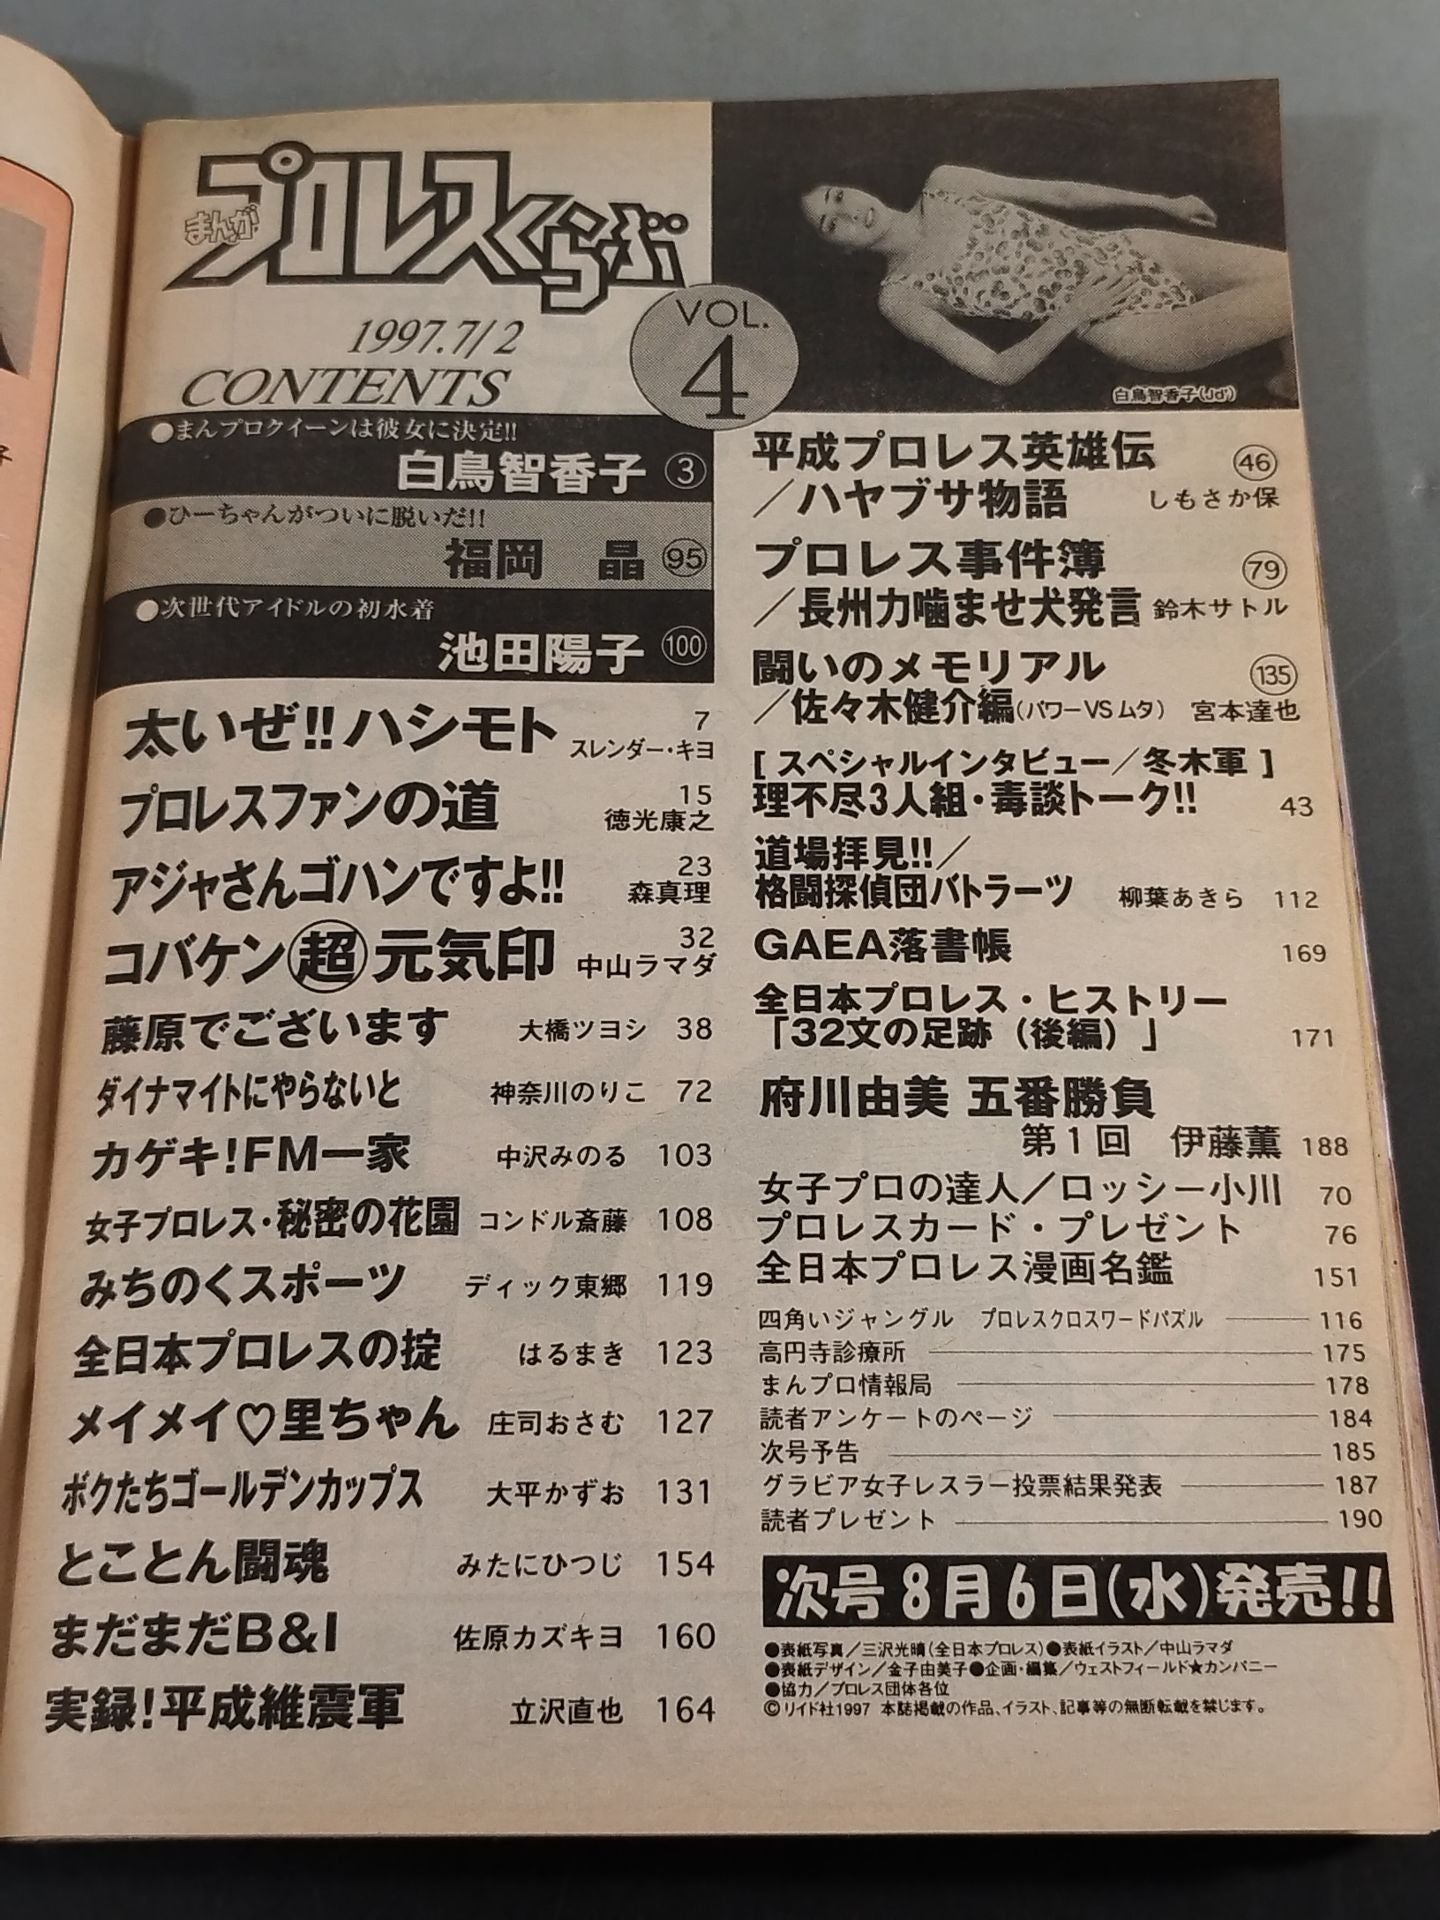 まんが プロレスくらぶ
VOL.
4
1997.7/2
CONTENTS
白鳥智香子(Jd')
●まんプロクイーンは彼女に決定!!
白鳥智香子 3
●ひーちゃんがついに脱いだ!!
福岡 晶 95
●次世代アイドルの初水着
池田陽子 100
太いぜ!!ハシモト 7
スレンダー・キヨ
プロレスファンの道 15
徳光康之
アジャさんゴハンですよ!! 23
森真理
コバケン超元気印 32
中山ラマダ
藤原でございます 大橋ツヨシ 38
ダイナマイトにやらないと 神奈川のりこ 72
カゲキ!FM一家 中沢みのる 103
女子プロレス・秘密の花園 コンドル斎藤 108
みちのくスポーツ ディック東郷 119
全日本プロレスの掟 はるまき 123
メイメイ♡里ちゃん 庄司おさむ 127
ボクたちゴールデンカップス 大平かずお 131
とことん闘魂 みたにひつじ 154
まだまだB&I 佐原カズキヨ 160
実録!平成維震軍 立沢直也 164
平成プロレス英雄伝 46
／ハヤブサ物語 しもさか保
プロレス事件簿 79
／長州力噛ませ犬発言 鈴木サトル
闘いのメモリアル 135
／佐々木健介編(パワーVSムタ) 宮本達也
[ スペシャルインタビュー／冬木軍 ]
理不尽3人組・毒談トーク!! 43
道場拝見!!／
格闘探偵団バトラーツ 柳葉あきら 112
GAEA落書帳 169
全日本プロレス・ヒストリー
「32文の足跡（後編）」 171
府川由美 五番勝負
第1回 伊藤薫 188
女子プロの達人／ロッシー小川 70
プロレスカード・プレゼント 76
全日本プロレス漫画名鑑 151
四角いジャングル プロレスクロスワードパズル 116
高円寺診療所 175
まんプロ情報局 178
読者アンケートのページ 184
次号予告 185
グラビア女子レスラー投票結果発表 187
読者プレゼント 190
次号8月6日(水)発売!!
●表紙写真／三沢光晴(全日本プロレス)●表紙イラスト／中山ラマダ
●表紙デザイン／金子由美子●企画・編集／ウェストフィールド★カンパニー
●協力／プロレス団体各位
©リイド社1997 本誌掲載の作品、イラスト、記事等の無断転載を禁じます。